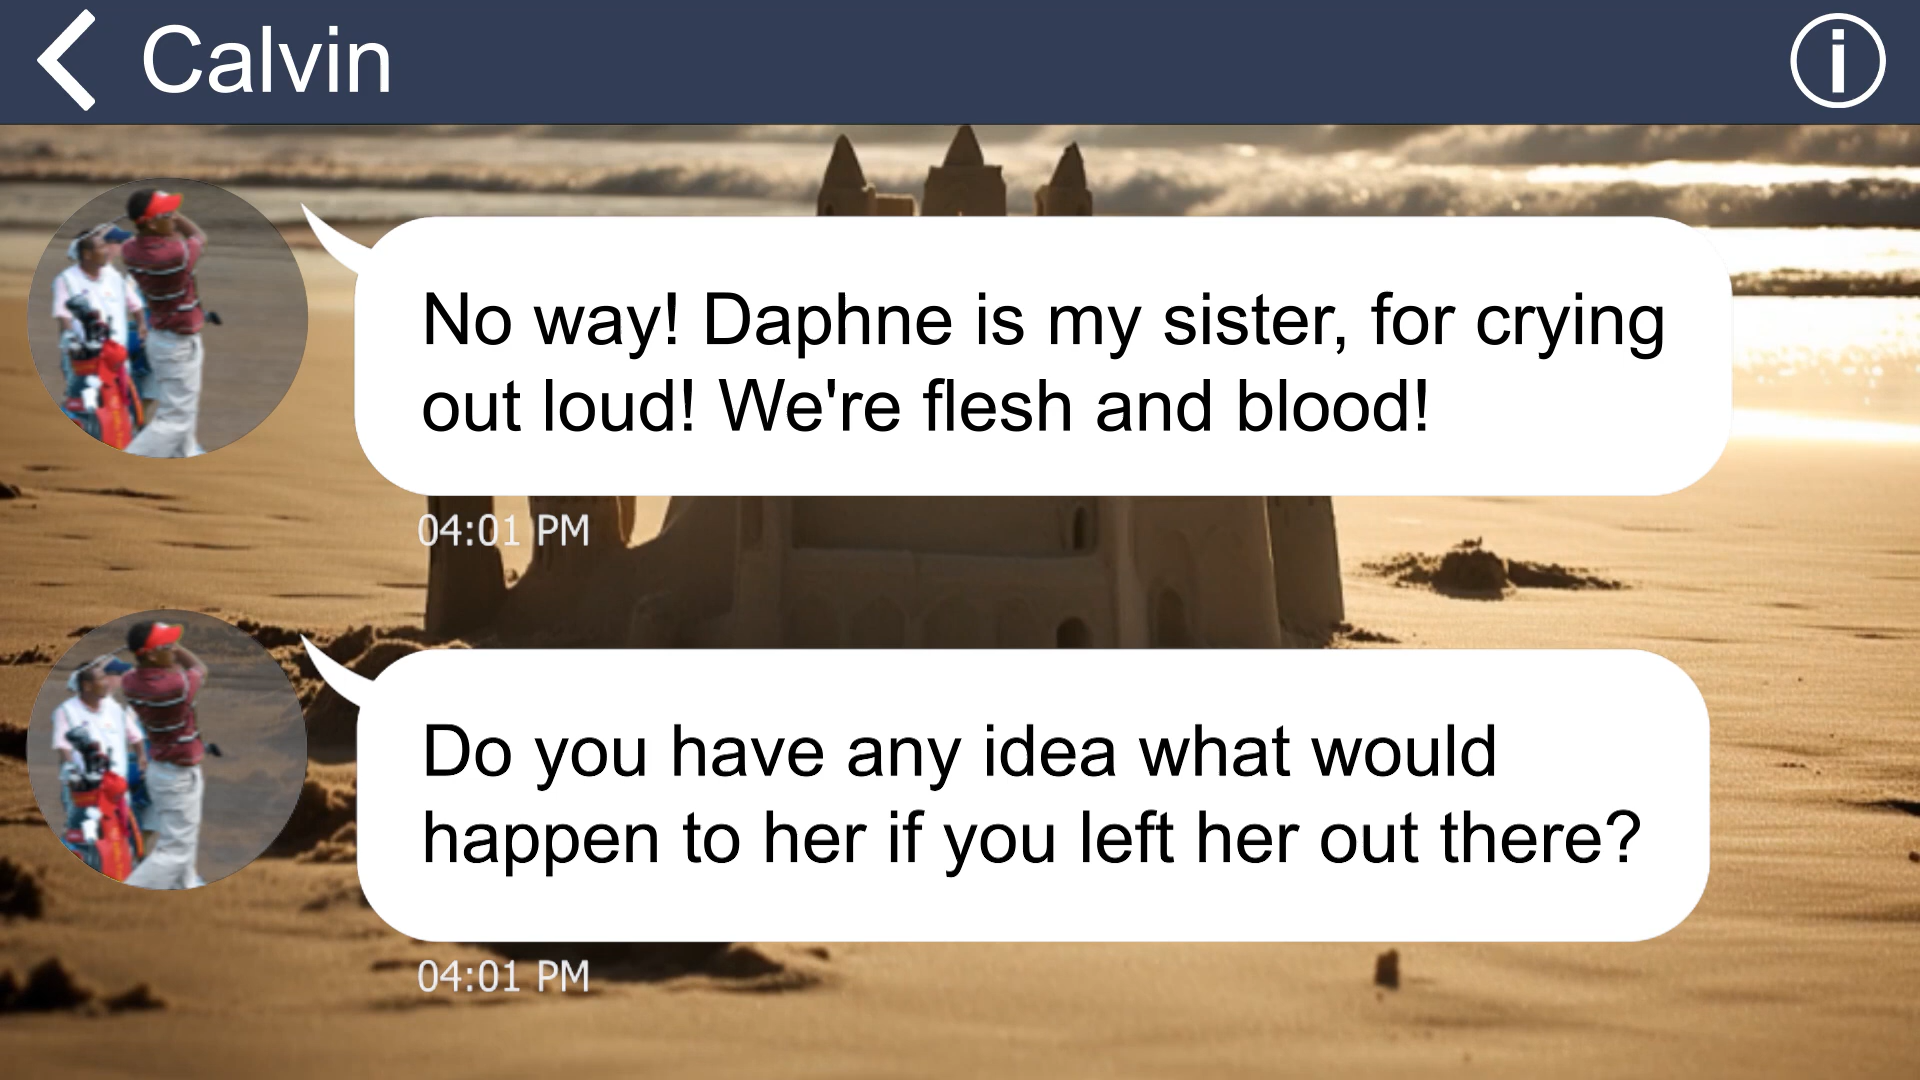 Calvin
No way! Daphne is my sister, for crying
out loud! We're flesh and blood!
04:01 PM
Do you have any idea what would
happen to her if you left her out there?
04:01 PM